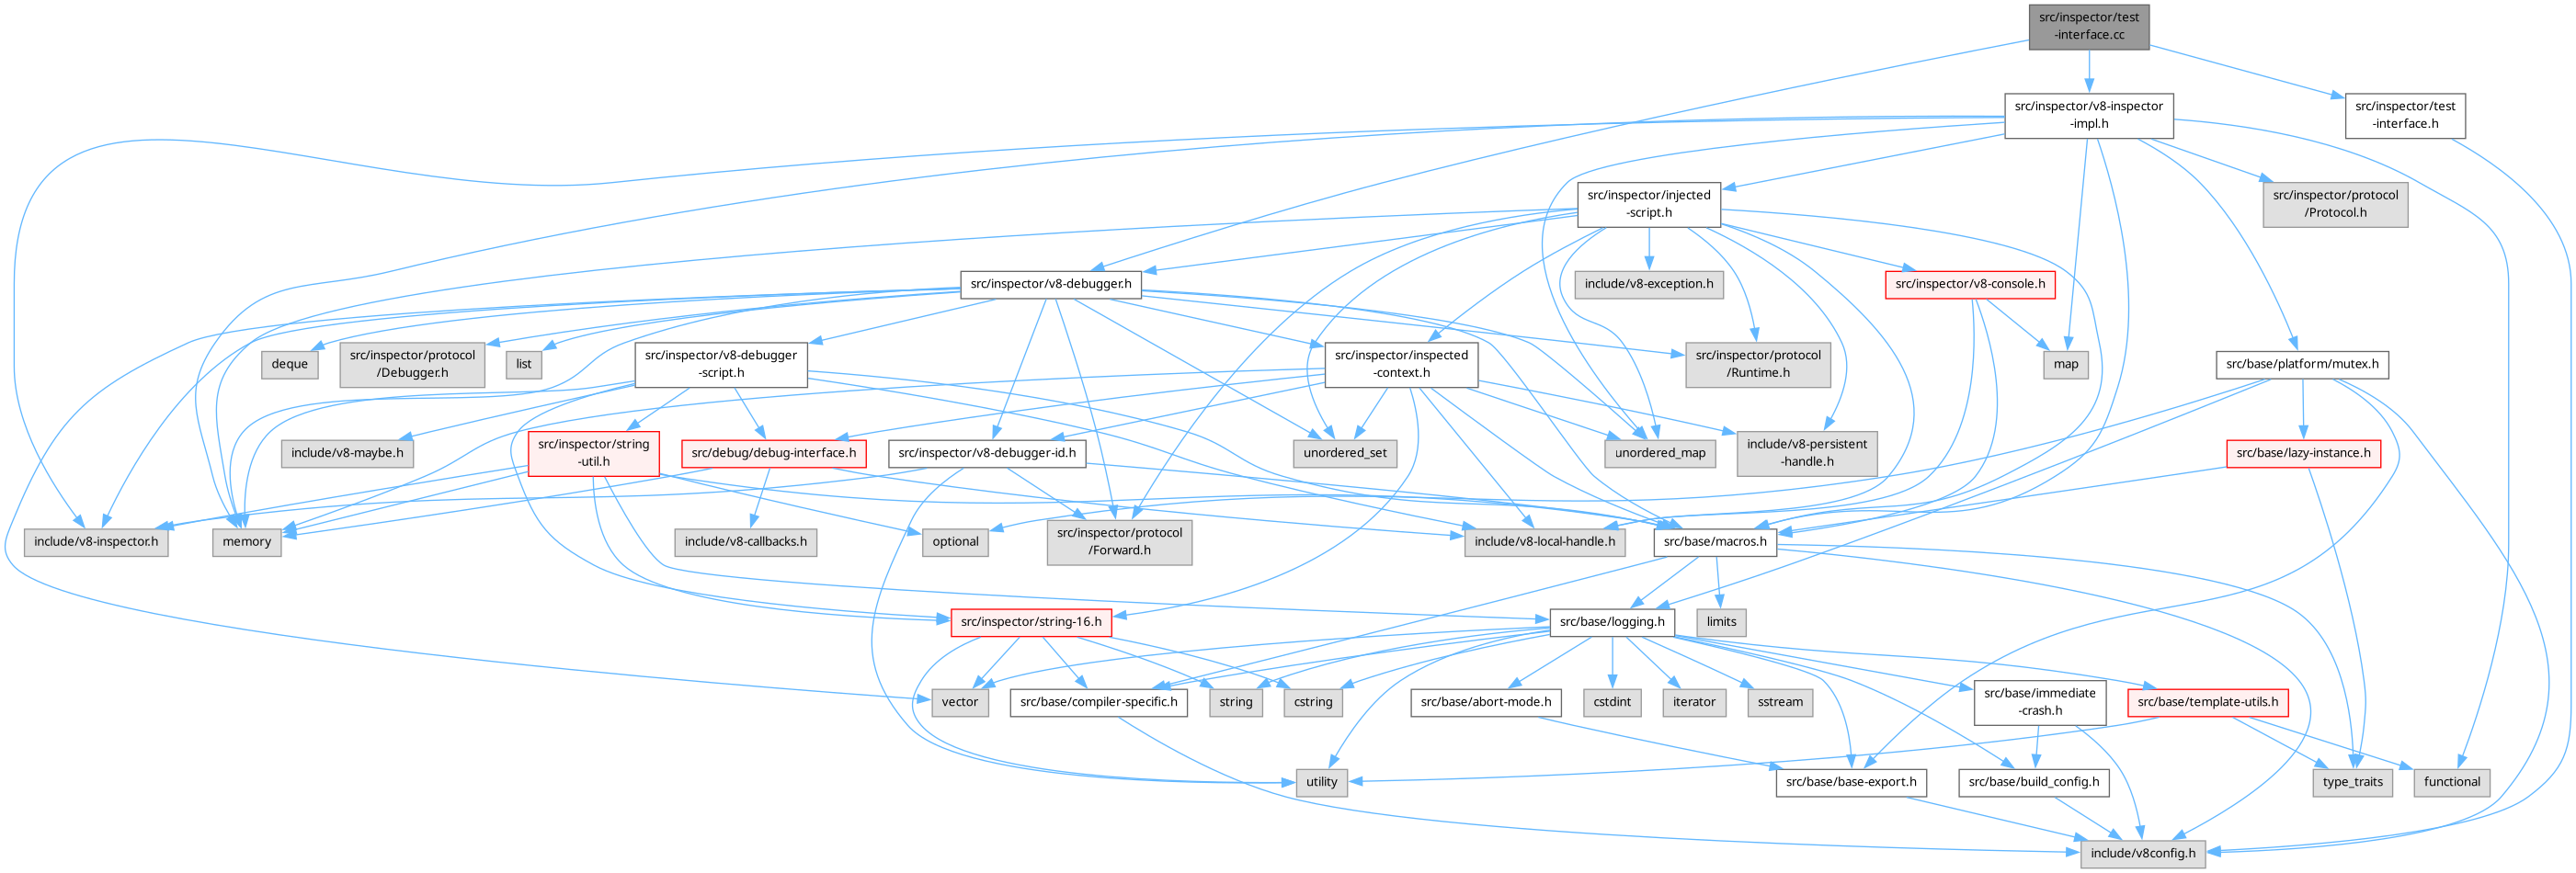 src/inspector/test
-interface.cc
src/inspector/v8-inspector
-impl.h
src/inspector/test
-interface.h
src/inspector/injected
-script.h
src/inspector/protocol
/Protocol.h
src/inspector/v8-debugger.h
include/v8-exception.h
src/inspector/v8-console.h
deque
src/inspector/protocol
/Debugger.h
list
src/inspector/v8-debugger
-script.h
src/inspector/inspected
-context.h
src/inspector/protocol
/Runtime.h
map
src/base/platform/mutex.h
include/v8-maybe.h
src/inspector/string
-util.h
src/debug/debug-interface.h
src/inspector/v8-debugger-id.h
unordered_set
unordered_map
include/v8-persistent
-handle.h
src/base/lazy-instance.h
include/v8-inspector.h
memory
include/v8-callbacks.h
optional
src/inspector/protocol
/Forward.h
include/v8-local-handle.h
src/base/macros.h
src/inspector/string-16.h
src/base/logging.h
limits
vector
src/base/compiler-specific.h
string
cstring
src/base/abort-mode.h
cstdint
iterator
sstream
src/base/immediate
-crash.h
src/base/template-utils.h
utility
src/base/base-export.h
src/base/build_config.h
type_traits
functional
include/v8config.h